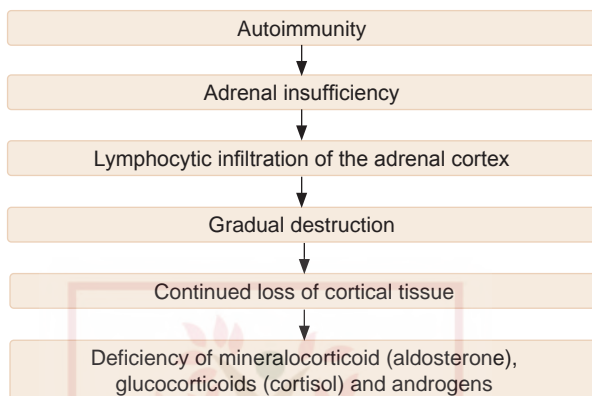 Autoimmunity
Adrenal insufficiency
Lymphocytic infiltration of the adrenal cortex
Gradual destruction
Continued loss of cortical tissue
Deficiency of mineralocorticoid (aldosterone),
glucocorticoids (cortisol) and androgens